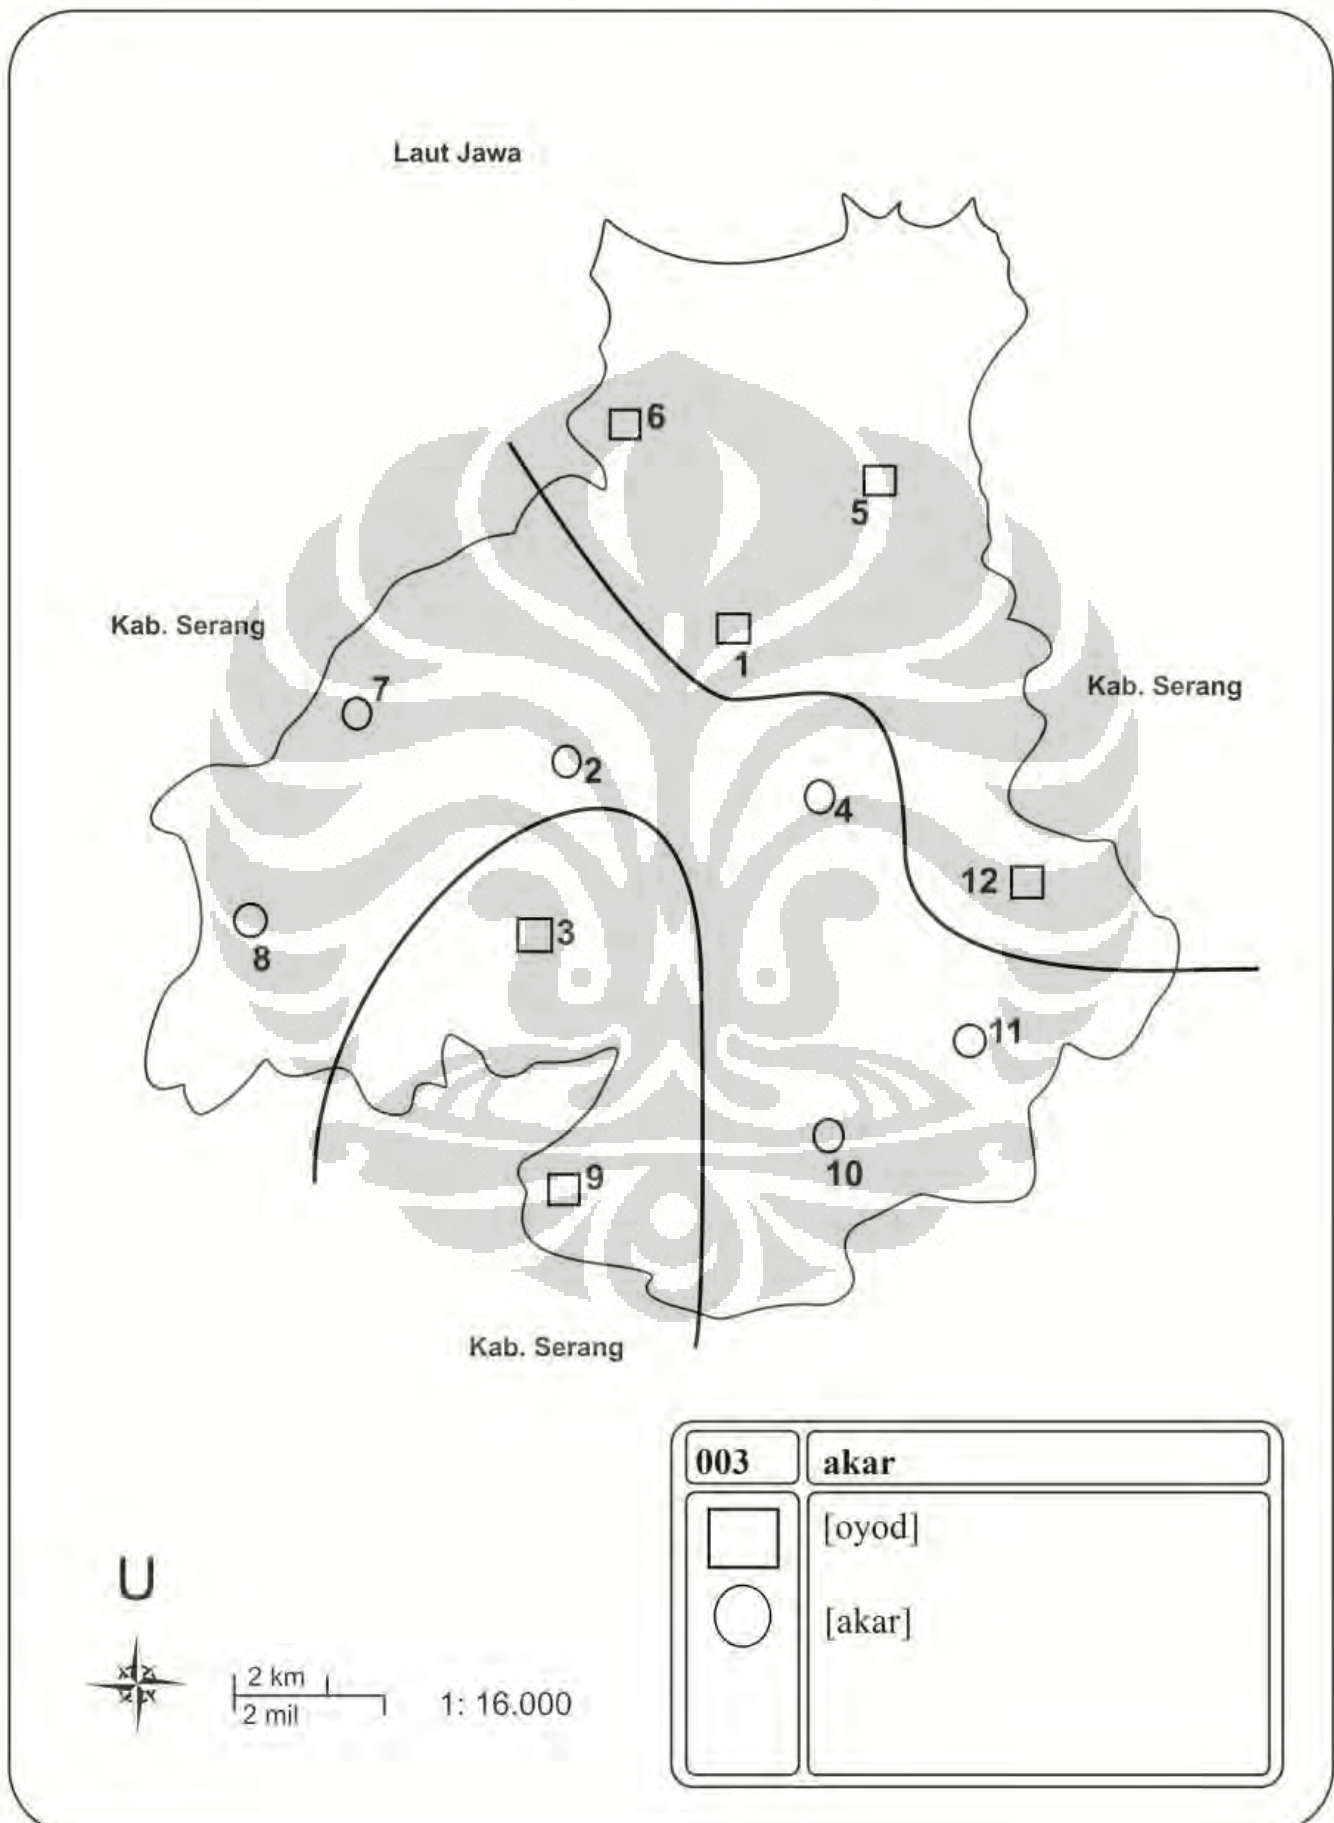 Laut Jawa
6
5
Kab. Serang
1
Kab. Serang
7
2
4
12
3
8
11
10
9
Kab. Serang
003 akar
[oyod]
[akar]
U
2 km
2 mil
1: 16.000